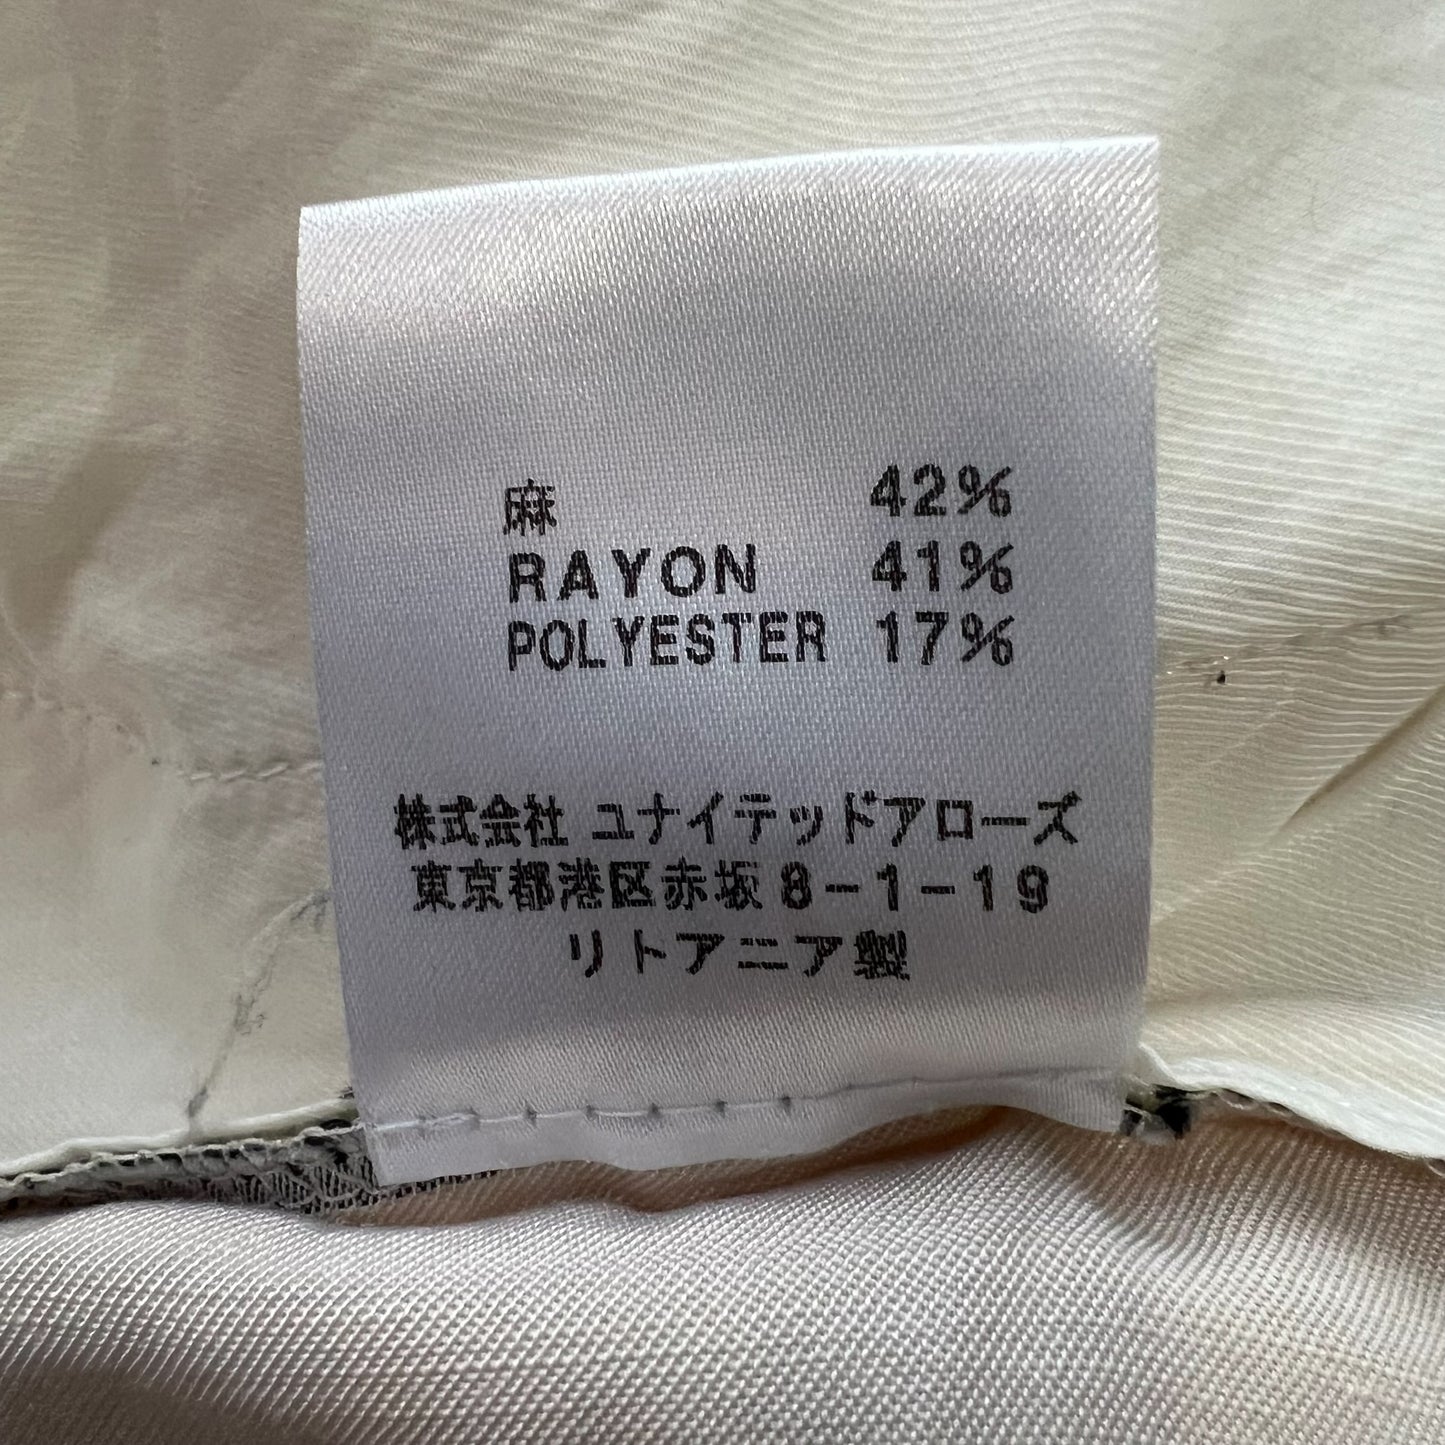 麻 42%
RAYON 41%
POLYESTER 17%
株式会社 ユナイテッドアローズ
東京都港区赤坂8-1-19
リトアニア製